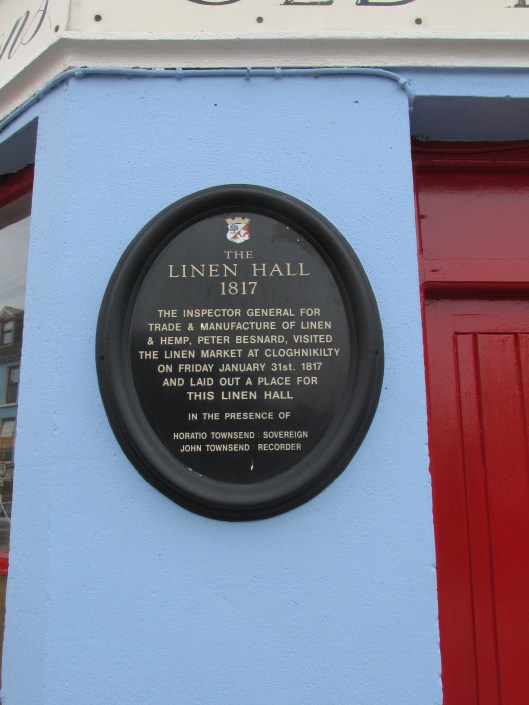 THE
LINEN HALL
1817
THE INSPECTOR GENERAL FOR
TRADE & MANUFACTURE OF LINEN
& HEMP, PETER BESNARD, VISITED
THE LINEN MARKET AT CLOGHNIKILTY
ON FRIDAY JANUARY 31st. 1817
AND LAID OUT A PLACE FOR
THIS LINEN HALL
IN THE PRESENCE OF
HORATIO TOWNSEND SOVEREIGN
JOHN TOWNSEND RECORDER